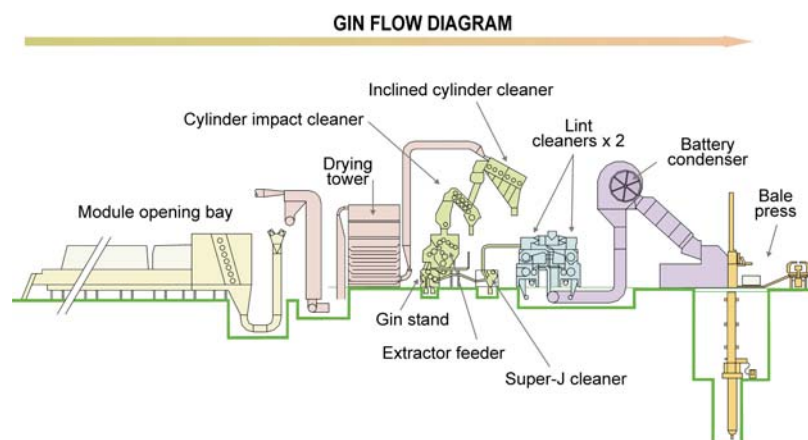 GIN FLOW DIAGRAM
Inclined cylinder cleaner
Cylinder impact cleaner
Lint
cleaners x 2
Battery
condenser
Drying
tower
Bale
press
Module opening bay
Gin stand
Extractor feeder
Super-J cleaner